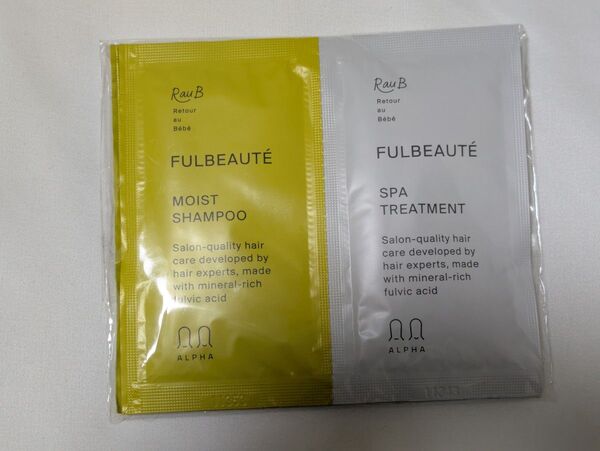 RauB
Retour
au
Bébé
FULBEAUTÉ
MOIST
SHAMPOO
Salon-quality hair
care developed by
hair experts, made
with mineral-rich
fulvic acid
ALPHA
RauB
Retour
au
Bébé
FULBEAUTÉ
SPA
TREATMENT
Salon-quality hair
care developed by
hair experts, made
with mineral-rich
fulvic acid
ALPHA